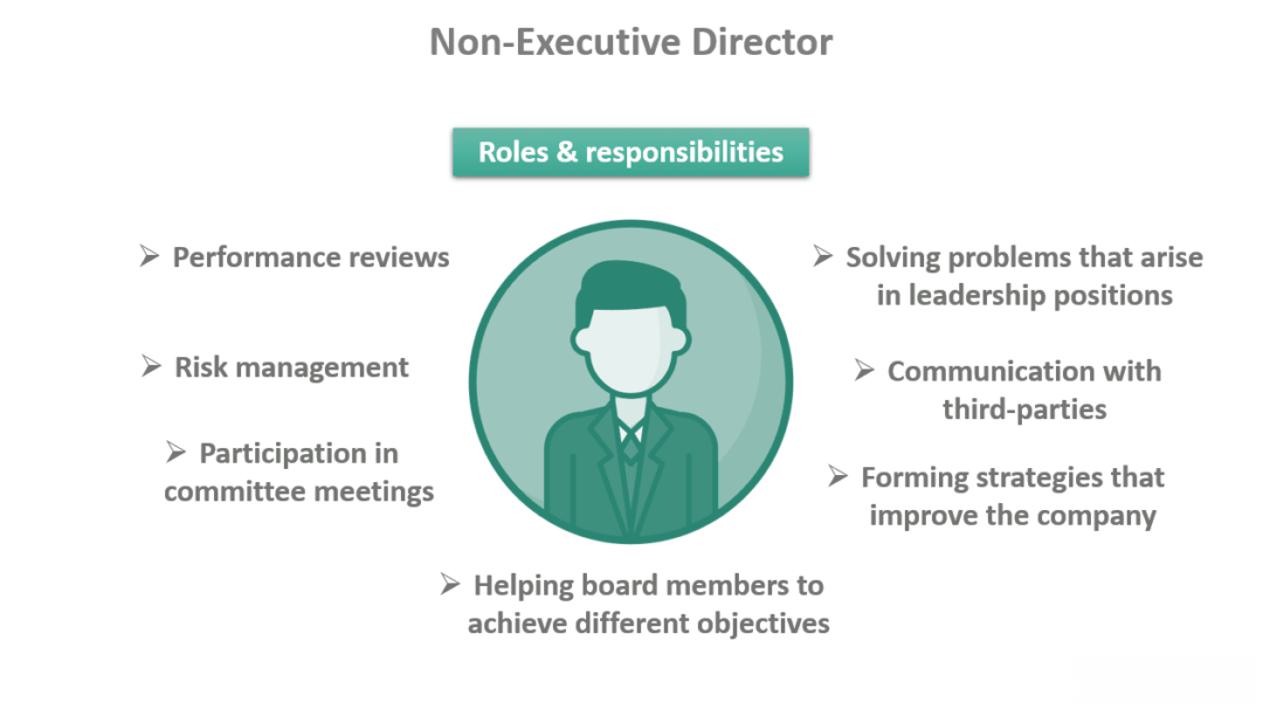 Non-Executive Director
Roles & responsibilities
➢ Performance reviews
➢ Risk management
➢ Participation in
committee meetings
➢ Solving problems that arise
in leadership positions
➢ Communication with
third-parties
➢ Forming strategies that
improve the company
➢ Helping board members to
achieve different objectives